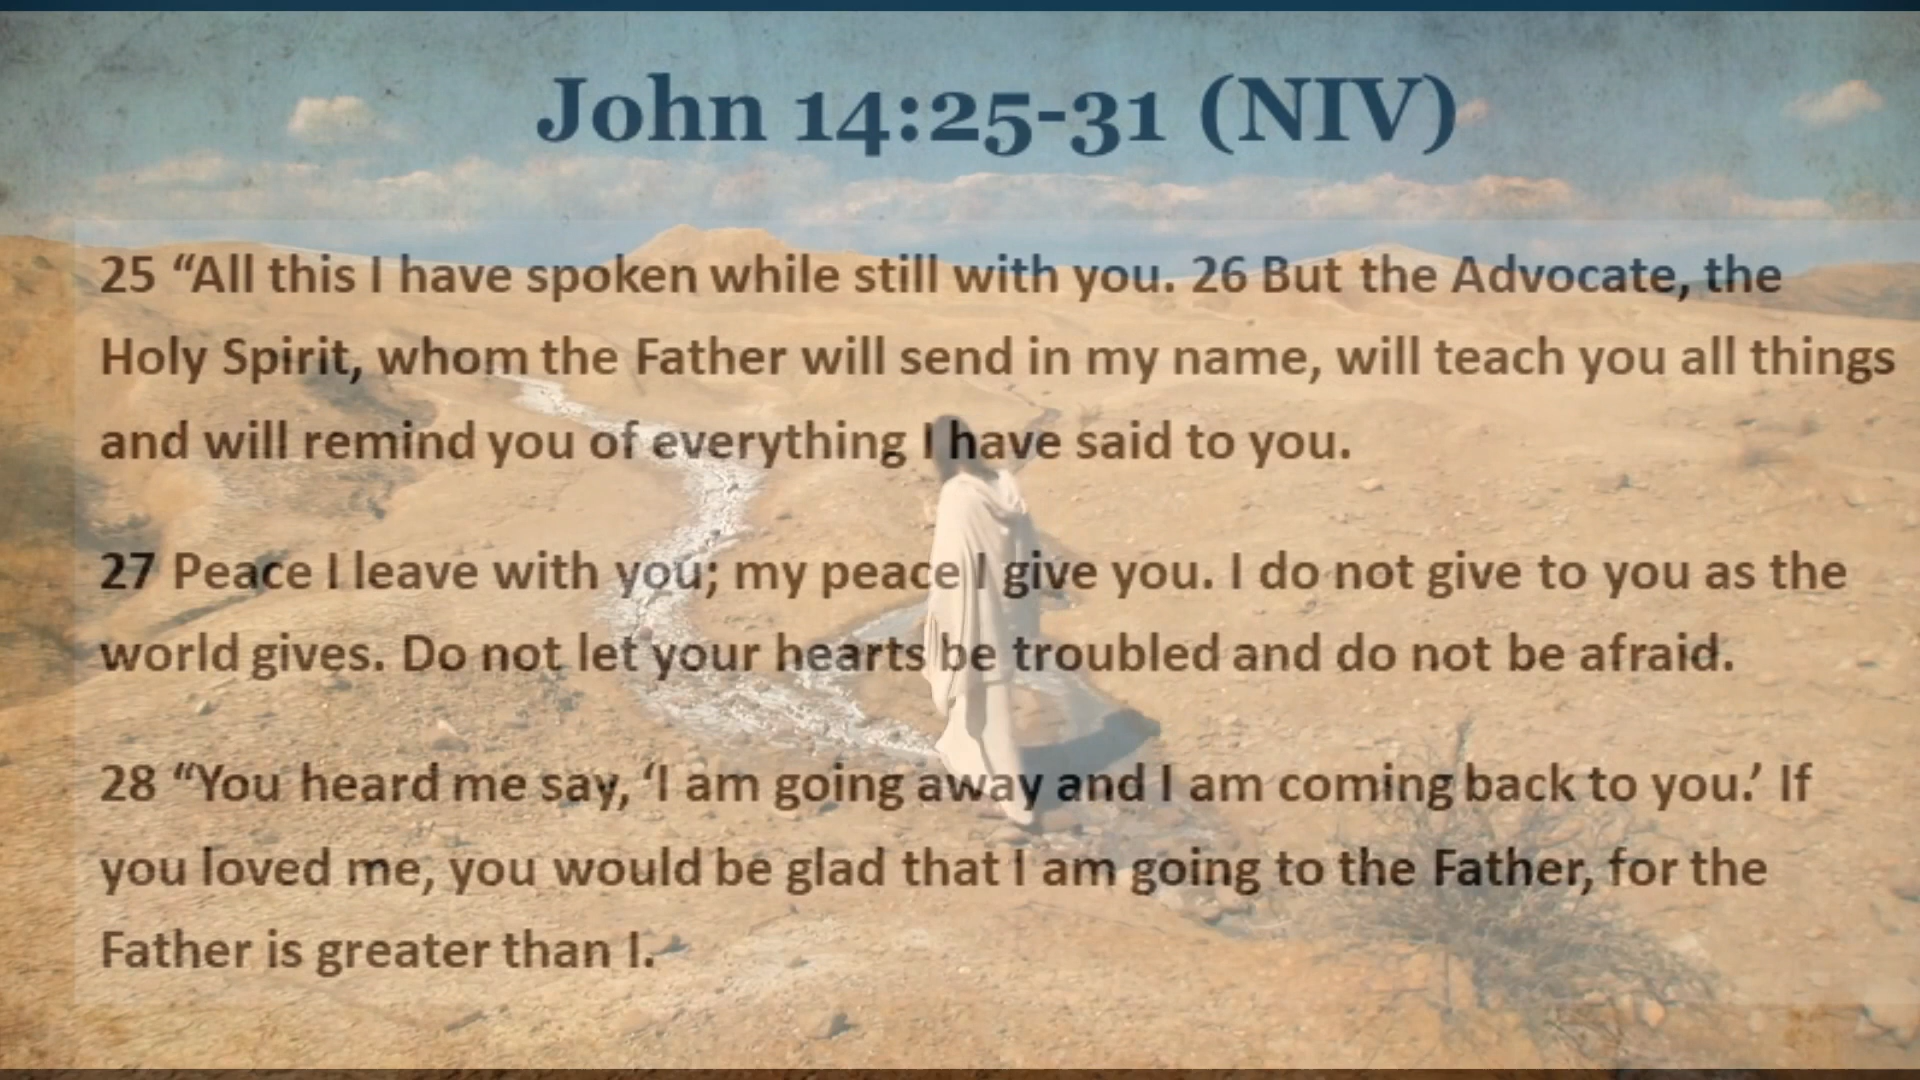 John 14:25-31 (NIV)
25 “All this I have spoken while still with you. 26 But the Advocate, the
Holy Spirit, whom the Father will send in my name, will teach you all things
and will remind you of everything I have said to you.
27 Peace I leave with you; my peace I give you. I do not give to you as the
world gives. Do not let your hearts be troubled and do not be afraid.
28 “You heard me say, ‘I am going away and I am coming back to you.’ If
you loved me, you would be glad that I am going to the Father, for the
Father is greater than I.